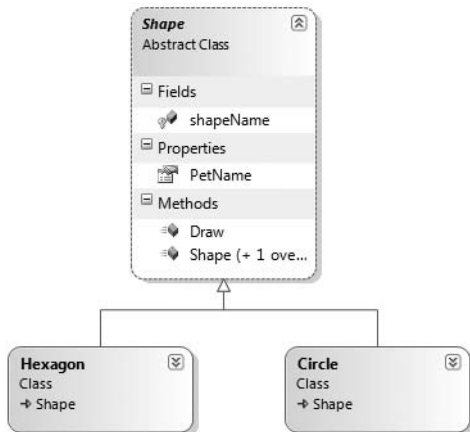 Shape
Abstract Class
Fields
shapeName
Properties
PetName
Methods
Draw
Shape (+ 1 ove...
Hexagon
Class
Shape
Circle
Class
Shape